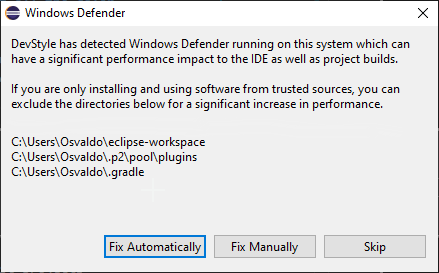 Windows Defender
DevStyle has detected Windows Defender running on this system which can
have a significant performance impact to the IDE as well as project builds.
If you are only installing and using software from trusted sources, you can
exclude the directories below for a significant increase in performance.
C:\Users\Osvaldo\eclipse-workspace
C:\Users\Osvaldo\.p2\pool\plugins
C:\Users\Osvaldo\.gradle
Fix Automatically
Fix Manually
Skip